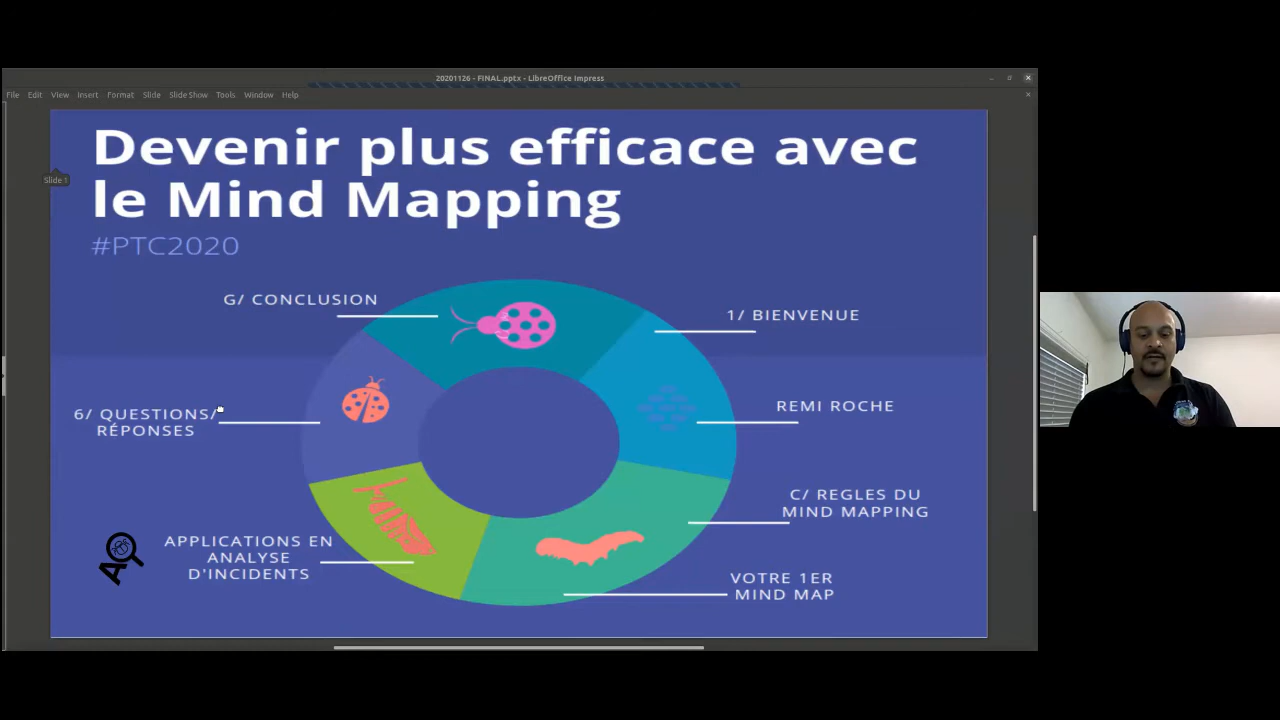 20201126 - FINAL.pptx - LibreOffice Impress
File Edit View Insert Format Slide Slide Show Tools Window Help
Devenir plus efficace avec
le Mind Mapping
Slide 1
#PTC2020
G/ CONCLUSION
1/ BIENVENUE
REMI ROCHE
6/ QUESTIONS/
RÉPONSES
C/ REGLES DU
MIND MAPPING
APPLICATIONS EN
ANALYSE
D'INCIDENTS
VOTRE 1ER
MIND MAP